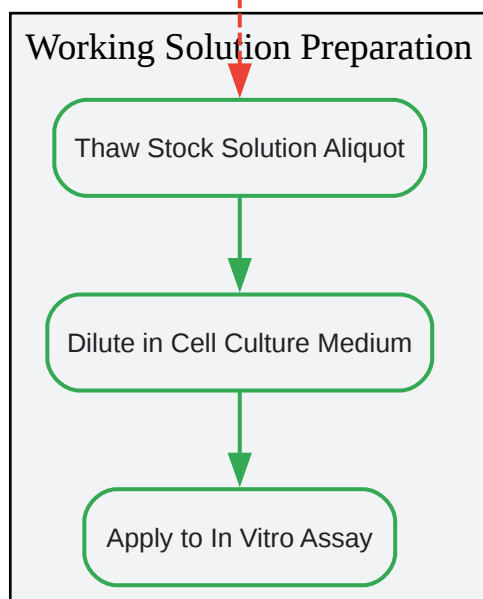 Working Solution Preparation
Thaw Stock Solution Aliquot
Dilute in Cell Culture Medium
Apply to In Vitro Assay